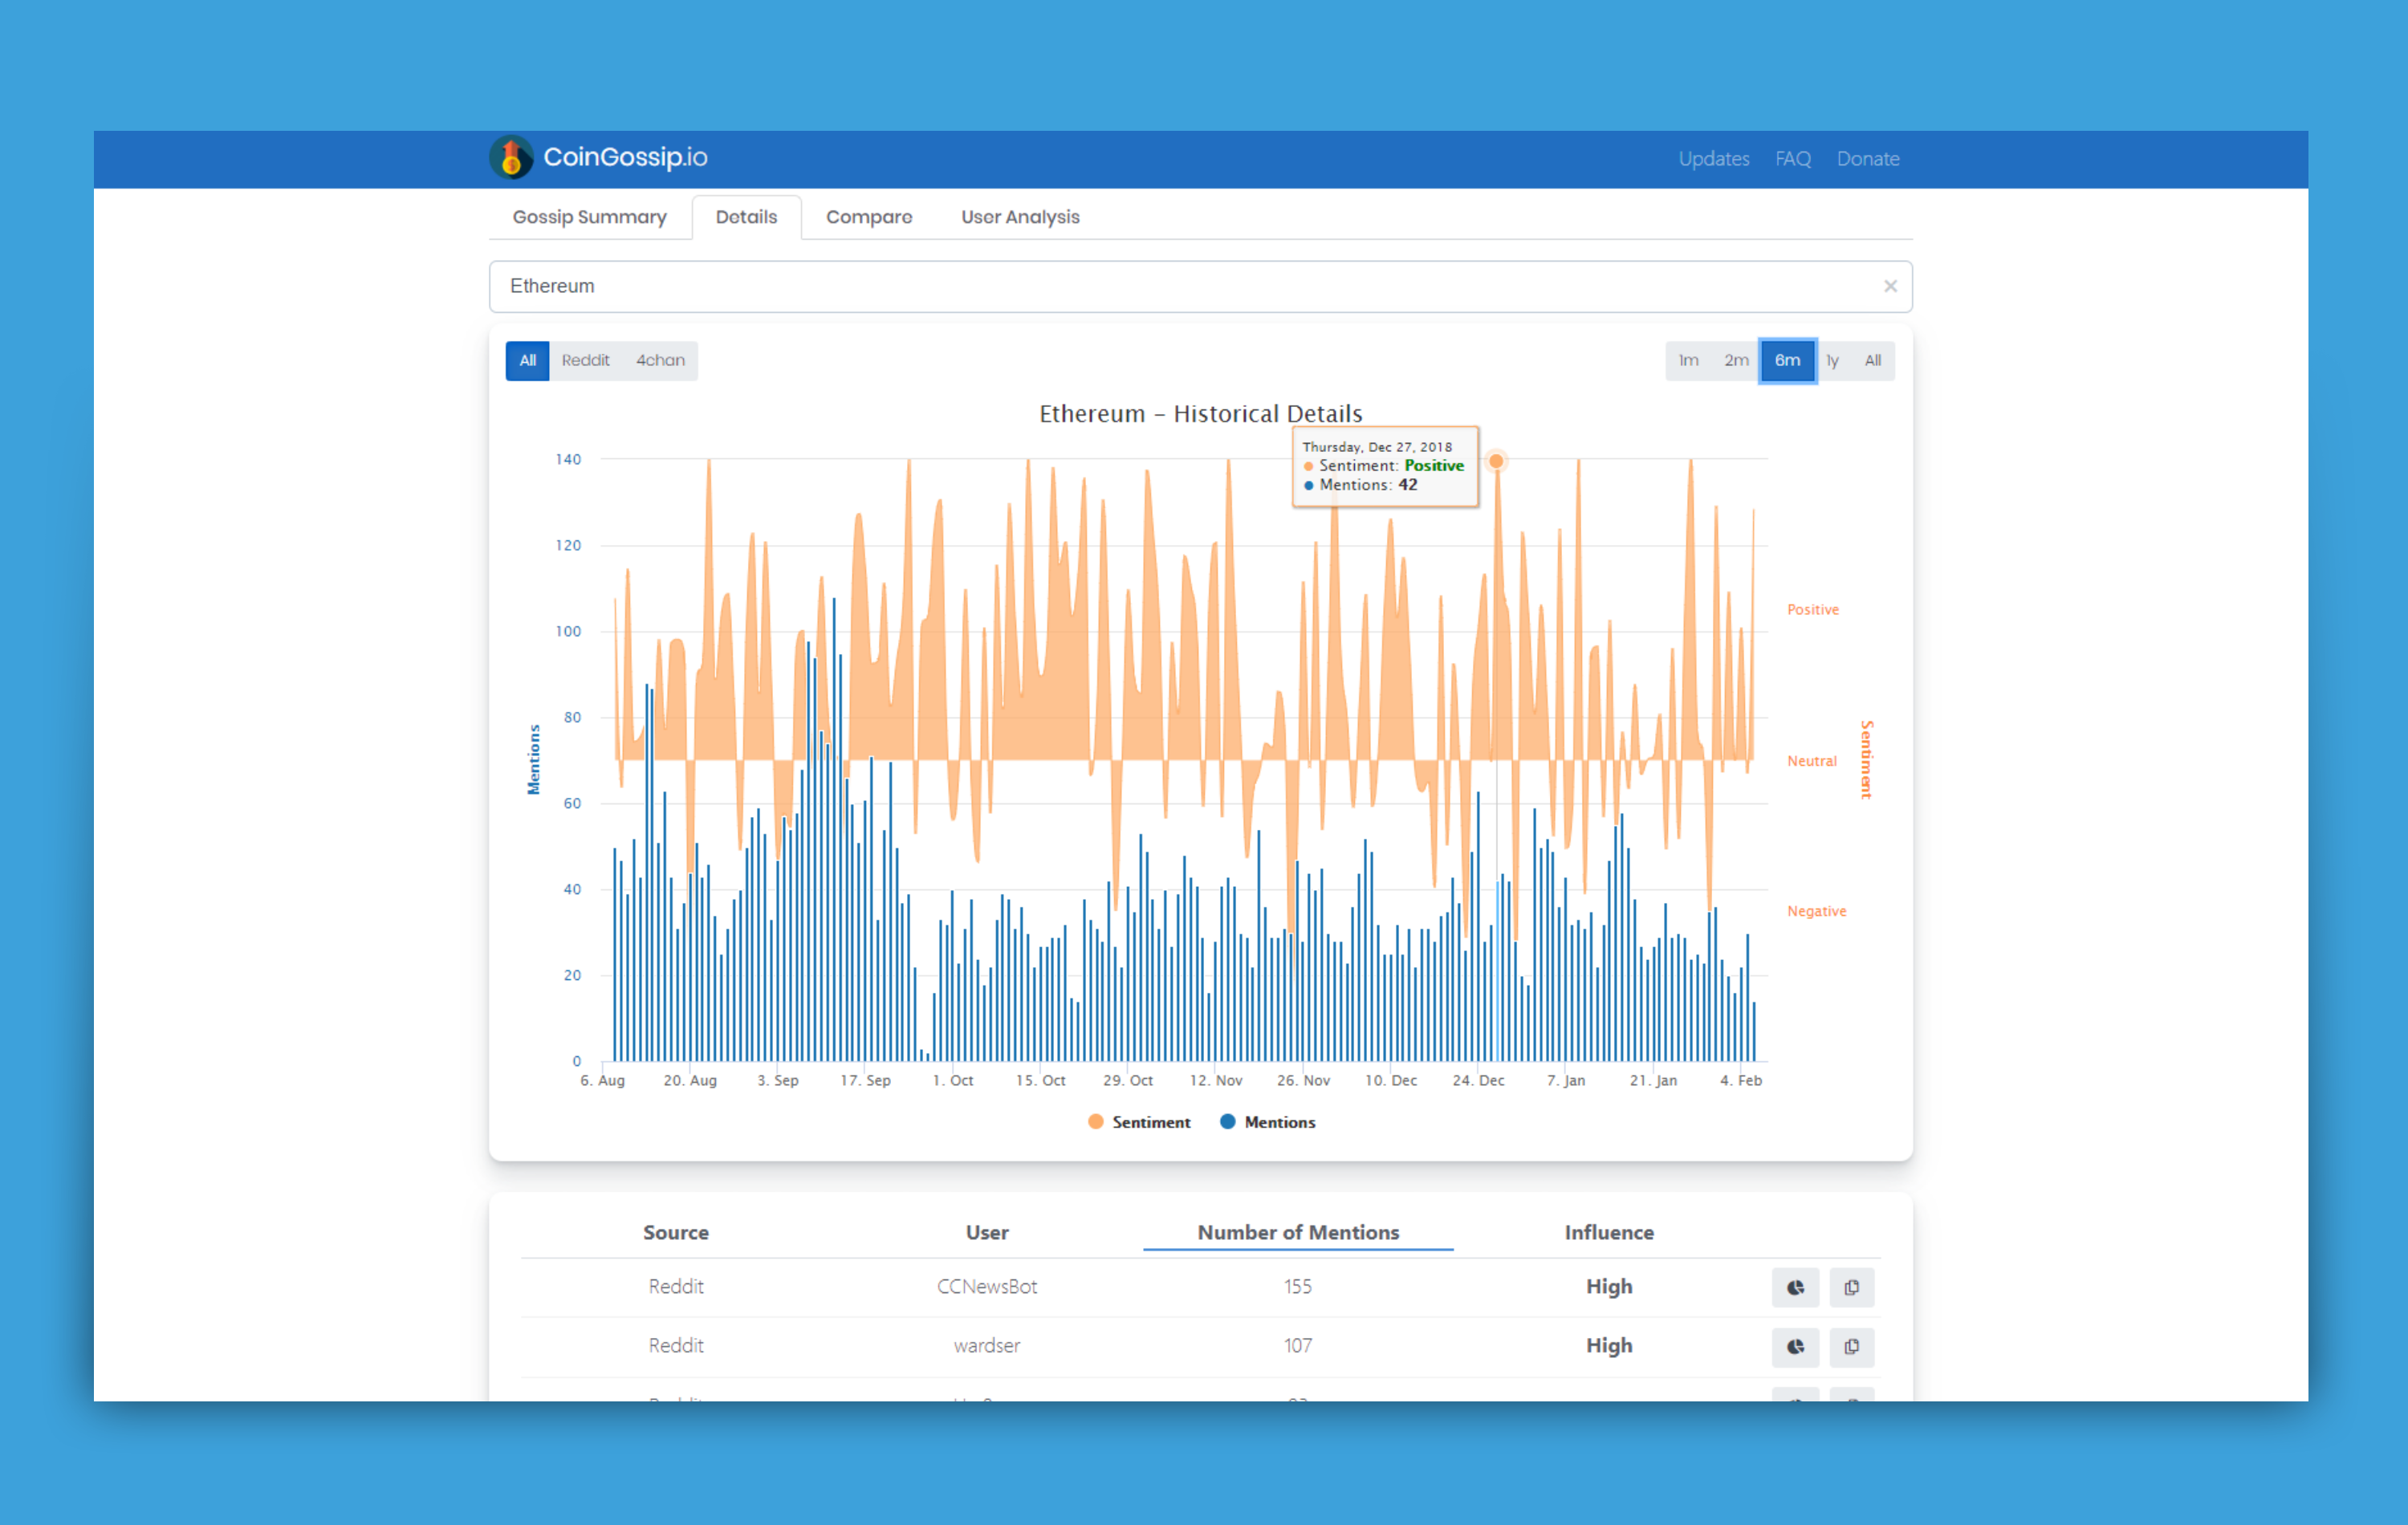 CoinGossip.io
Updates FAQ Donate
Gossip Summary Details Compare User Analysis
Ethereum ×
All Reddit 4chan
1m 2m 6m 1y All
Ethereum – Historical Details
Thursday, Dec 27, 2018
Sentiment: Positive
Mentions: 42
140
120
100
80
60
40
20
0
Mentions
Positive
Neutral
Negative
Sentiment
6. Aug 20. Aug 3. Sep 17. Sep 1. Oct 15. Oct 29. Oct 12. Nov 26. Nov 10. Dec 24. Dec 7. Jan 21. Jan 4. Feb
Sentiment Mentions
Source User Number of Mentions Influence
Reddit CCNewsBot 155 High
Reddit wardser 107 High